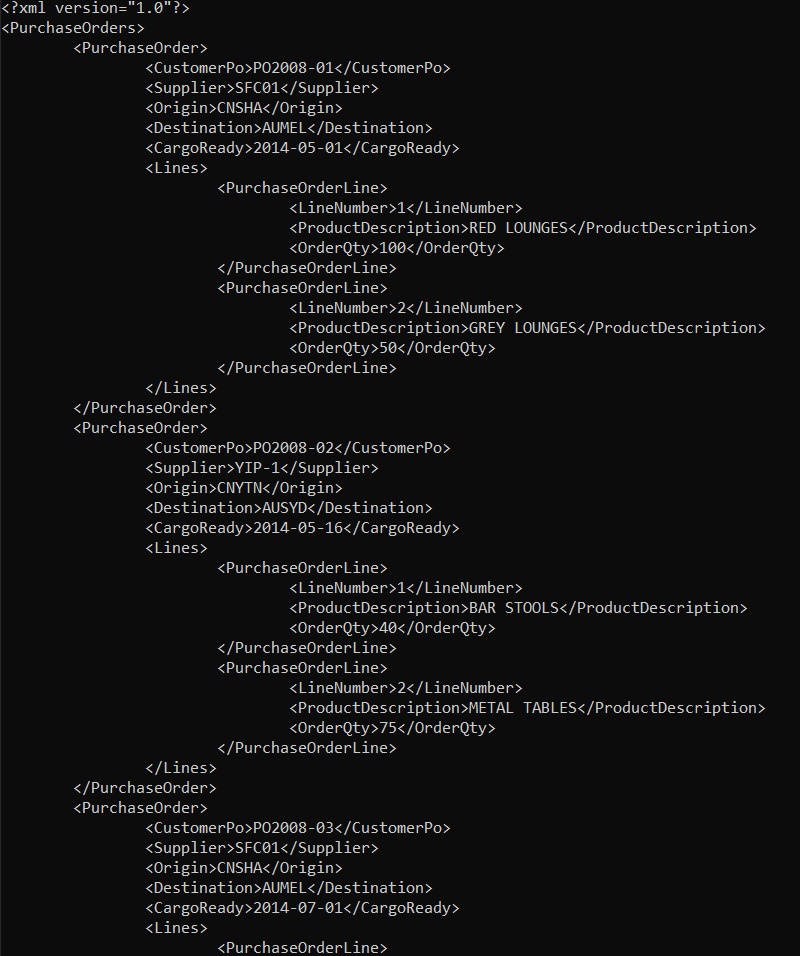 <?xml version="1.0"?>
<PurchaseOrders>
<PurchaseOrder>
<CustomerPo>PO2008-01</CustomerPo>
<Supplier>SFC01</Supplier>
<Origin>CNSHA</Origin>
<Destination>AUMEL</Destination>
<CargoReady>2014-05-01</CargoReady>
<Lines>
<PurchaseOrderLine>
<LineNumber>1</LineNumber>
<ProductDescription>RED LOUNGES</ProductDescription>
<OrderQty>100</OrderQty>
</PurchaseOrderLine>
<PurchaseOrderLine>
<LineNumber>2</LineNumber>
<ProductDescription>GREY LOUNGES</ProductDescription>
<OrderQty>50</OrderQty>
</PurchaseOrderLine>
</Lines>
</PurchaseOrder>
<PurchaseOrder>
<CustomerPo>PO2008-02</CustomerPo>
<Supplier>YIP-1</Supplier>
<Origin>CNYTN</Origin>
<Destination>AUSYD</Destination>
<CargoReady>2014-05-16</CargoReady>
<Lines>
<PurchaseOrderLine>
<LineNumber>1</LineNumber>
<ProductDescription>BAR STOOLS</ProductDescription>
<OrderQty>40</OrderQty>
</PurchaseOrderLine>
<PurchaseOrderLine>
<LineNumber>2</LineNumber>
<ProductDescription>METAL TABLES</ProductDescription>
<OrderQty>75</OrderQty>
</PurchaseOrderLine>
</Lines>
</PurchaseOrder>
<PurchaseOrder>
<CustomerPo>PO2008-03</CustomerPo>
<Supplier>SFC01</Supplier>
<Origin>CNSHA</Origin>
<Destination>AUMEL</Destination>
<CargoReady>2014-07-01</CargoReady>
<Lines>
<PurchaseOrderLine>